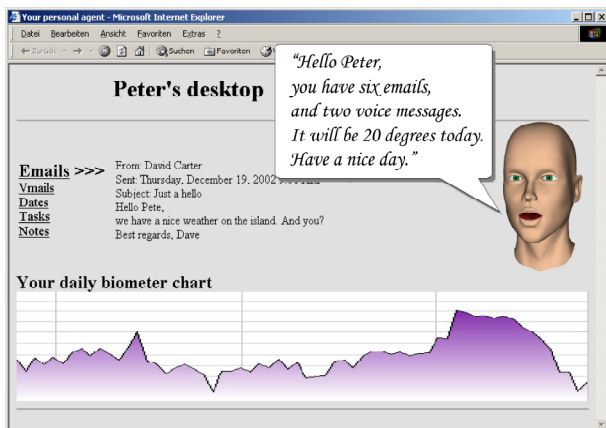 Your personal agent - Microsoft Internet Explorer
Datei Bearbeiten Ansicht Favoriten Extras ?
Zurück Suchen Favoriten
Peter's desktop
"Hello Peter,
you have six emails,
and two voice messages.
It will be 20 degrees today.
Have a nice day."
Emails >>>
Vmails
Dates
Tasks
Notes
From: David Carter
Sent: Thursday, December 19, 2002
Subject: Just a hello
Hello Pete,
we have a nice weather on the island. And you?
Best regards, Dave
Your daily biometer chart